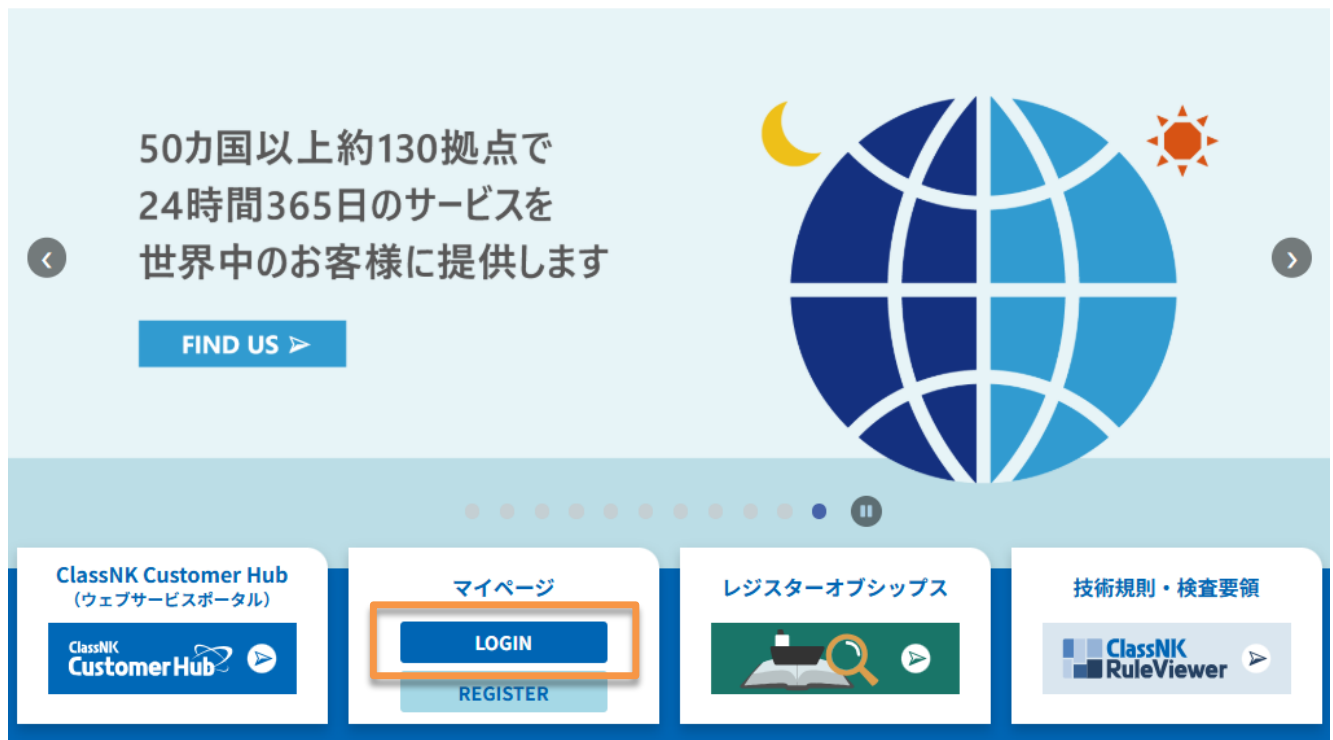 50カ国以上約130拠点で
24時間365日のサービスを
世界中のお客様に提供します
FIND US
ClassNK Customer Hub
（ウェブサービスポータル）
ClassNK
CustomerHub
マイページ
LOGIN
REGISTER
レジスターオブシップス
技術規則・検査要領
ClassNK
RuleViewer